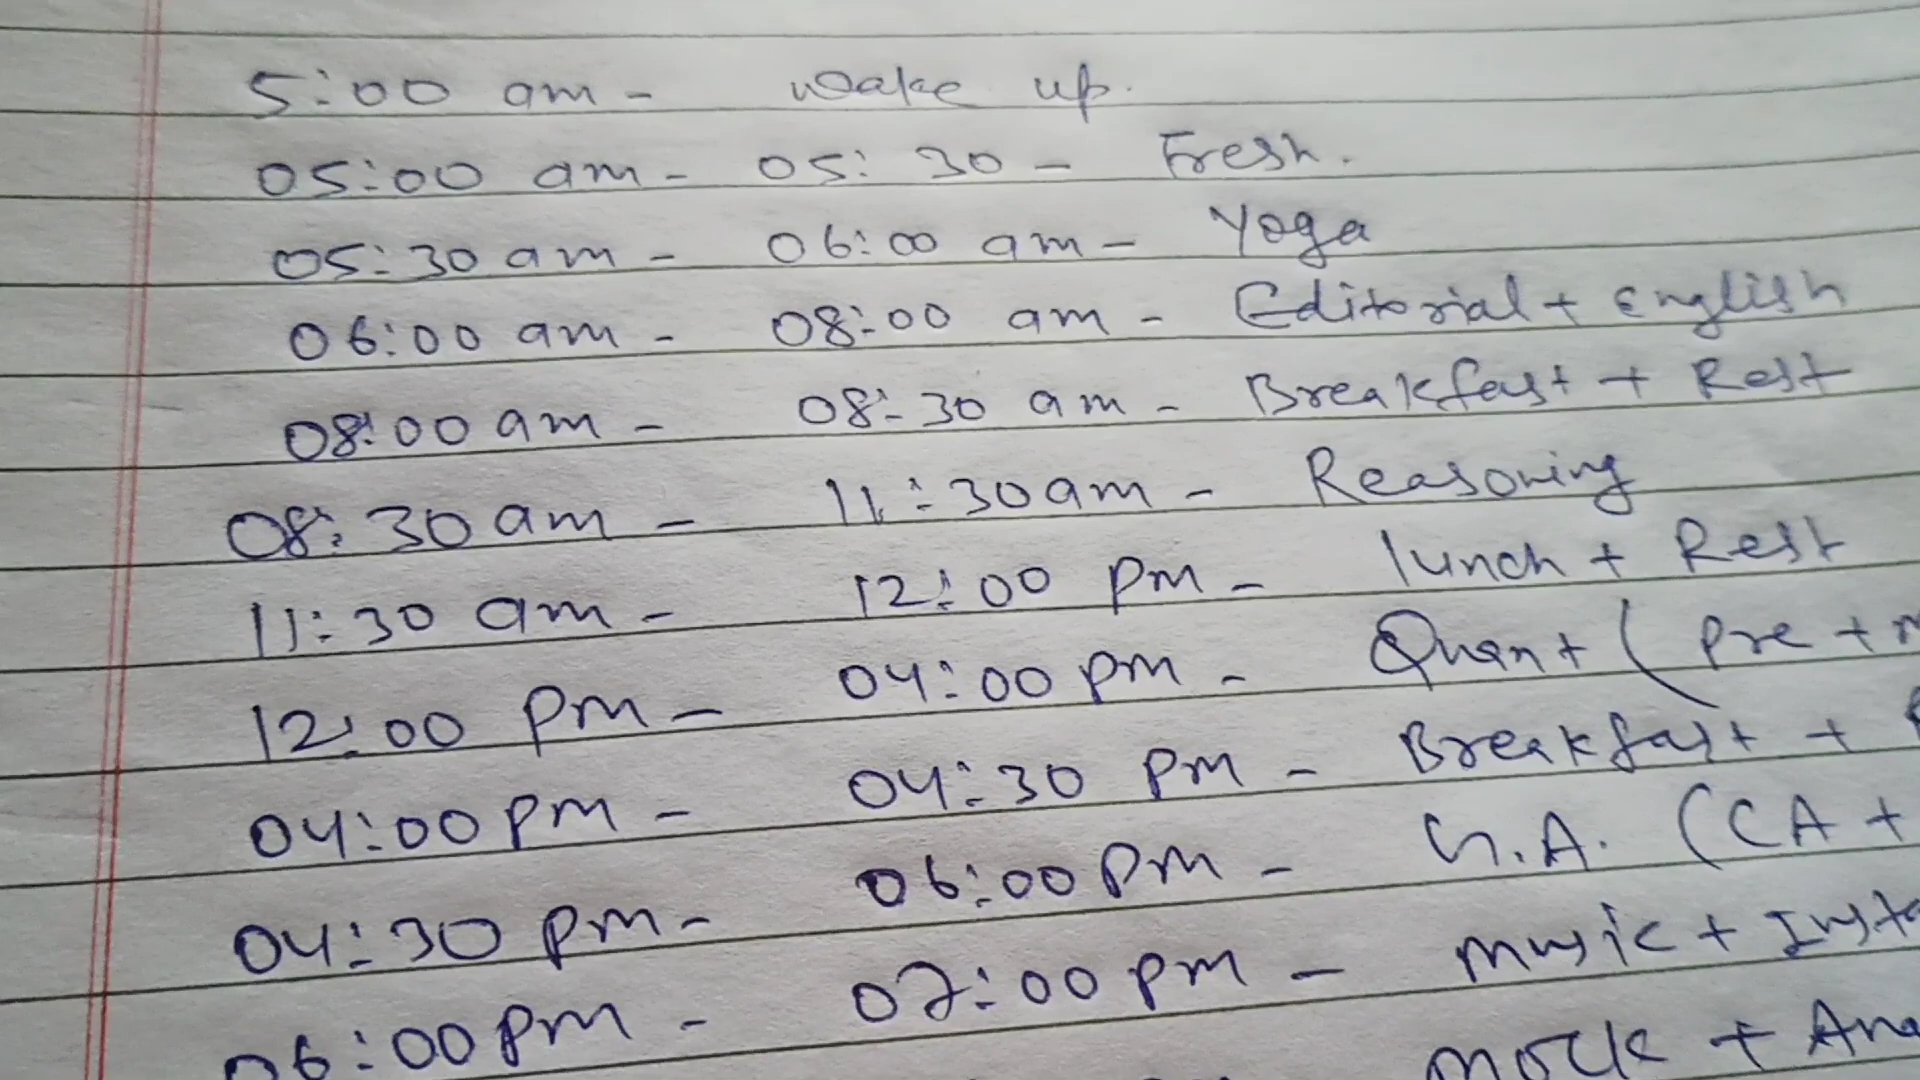 5:00 am - wake up.
05:00 am - 05:30 - Fresh.
05:30 am - 06:00 am - Yoga
06:00 am - 08:00 am - Editorial + English
08:00 am - 08:30 am - Breakfast + Rest
08:30 am - 11:30 am - Reasoning
11:30 am - 12:00 pm - lunch + Rest
12:00 pm - 04:00 pm - Quant ( pre +
04:00 pm - 04:30 pm - Breakfast +
04:30 pm - 06:00 pm - G.A. (CA +
06:00 pm - 07:00 pm - music + Insta
mock + Ana